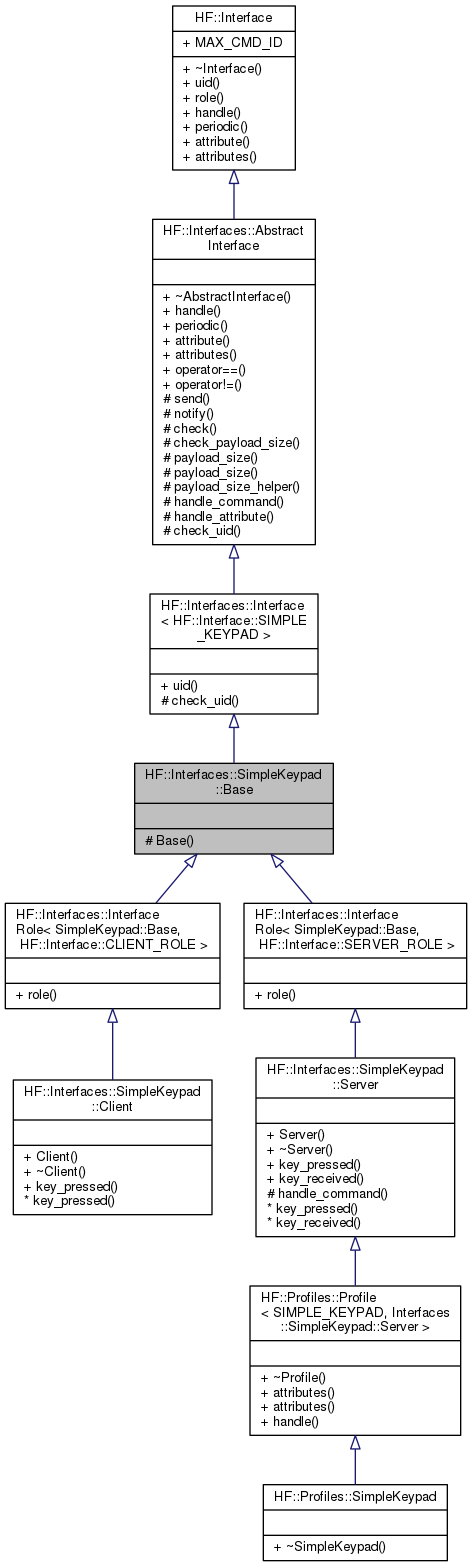 HF::Interface
+ MAX_CMD_ID
+ ~Interface()
+ uid()
+ role()
+ handle()
+ periodic()
+ attribute()
+ attributes()
HF::Interfaces::Abstract
Interface
+ ~AbstractInterface()
+ handle()
+ periodic()
+ attribute()
+ attributes()
+ operator==()
+ operator!=()
# send()
# notify()
# check()
# check_payload_size()
# payload_size()
# payload_size()
# payload_size_helper()
# handle_command()
# handle_attribute()
# check_uid()
HF::Interfaces::Interface
< HF::Interface::SIMPLE
_KEYPAD >
+ uid()
# check_uid()
HF::Interfaces::SimpleKeypad
::Base
# Base()
HF::Interfaces::Interface
Role< SimpleKeypad::Base,
HF::Interface::CLIENT_ROLE >
+ role()
HF::Interfaces::Interface
Role< SimpleKeypad::Base,
HF::Interface::SERVER_ROLE >
+ role()
HF::Interfaces::SimpleKeypad
::Client
+ Client()
+ ~Client()
+ key_pressed()
* key_pressed()
HF::Interfaces::SimpleKeypad
::Server
+ Server()
+ ~Server()
+ key_pressed()
+ key_received()
# handle_command()
* key_pressed()
* key_received()
HF::Profiles::Profile
< SIMPLE_KEYPAD, Interfaces
::SimpleKeypad::Server >
+ ~Profile()
+ attributes()
+ attributes()
+ handle()
HF::Profiles::SimpleKeypad
+ ~SimpleKeypad()